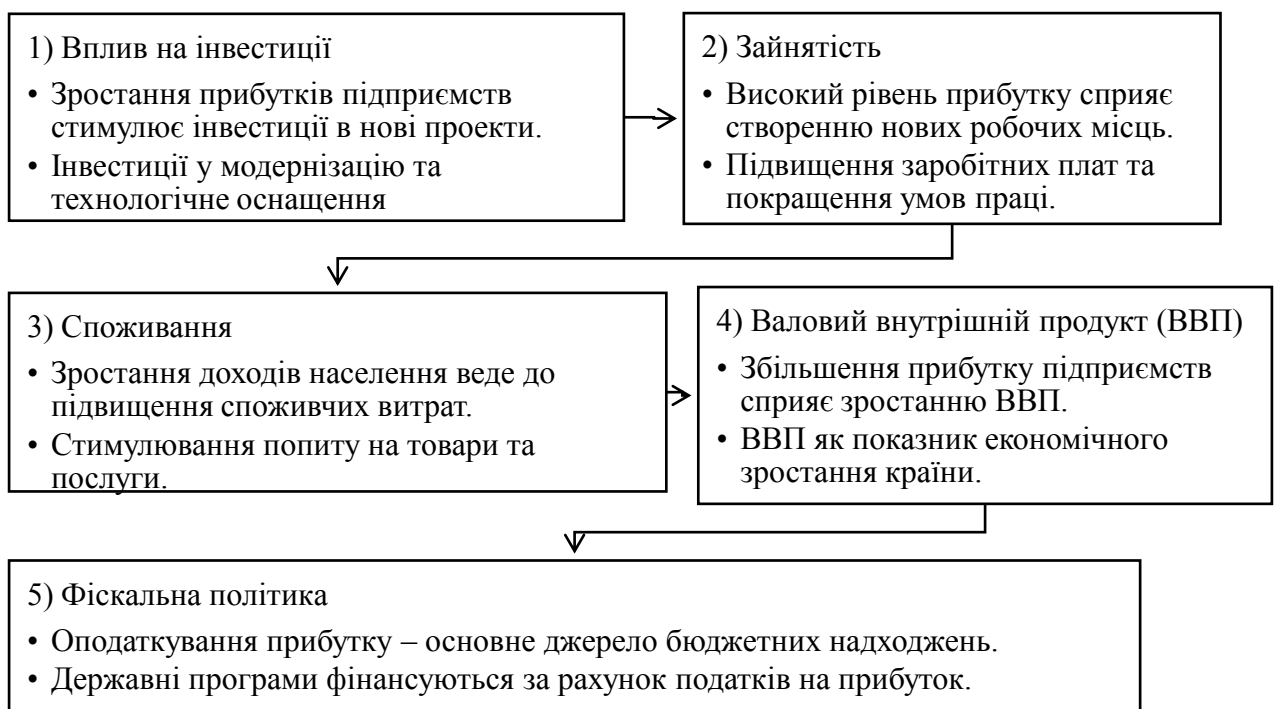 1) Вплив на інвестиції
• Зростання прибутків підприємств
стимулює інвестиції в нові проекти.
• Інвестиції у модернізацію та
технологічне оснащення
2) Зайнятість
• Високий рівень прибутку сприяє
створенню нових робочих місць.
• Підвищення заробітних плат та
покращення умов праці.
3) Споживання
• Зростання доходів населення веде до
підвищення споживчих витрат.
• Стимулювання попиту на товари та
послуги.
4) Валовий внутрішній продукт (ВВП)
• Збільшення прибутку підприємств
сприяє зростанню ВВП.
• ВВП як показник економічного
зростання країни.
5) Фіскальна політика
• Оподаткування прибутку – основне джерело бюджетних надходжень.
• Державні програми фінансуються за рахунок податків на прибуток.